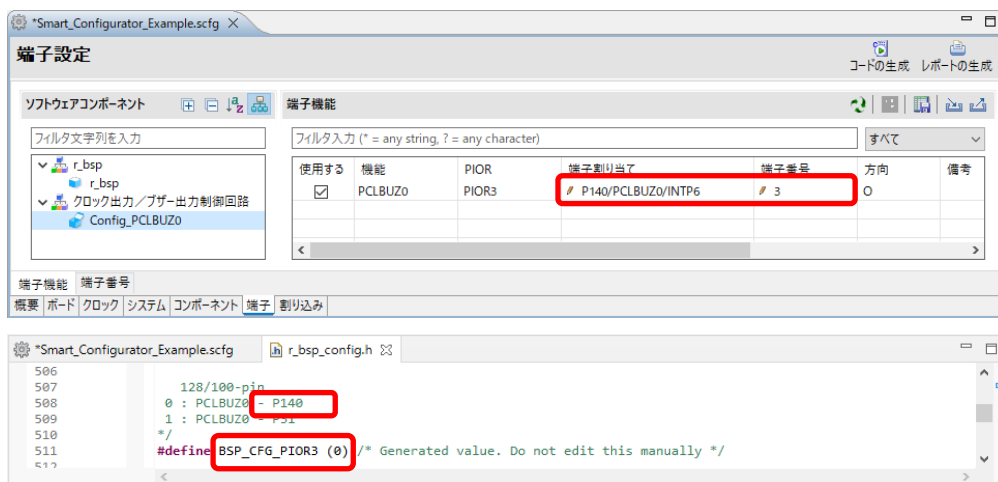 *Smart_Configurator_Example.scfg
端子設定
コードの生成 レポートの生成
ソフトウェアコンポーネント
端子機能
フィルタ文字列を入力
フィルタ入力 (* = any string, ? = any character)
すべて
r_bsp
r_bsp
クロック出力／ブザー出力制御回路
Config_PCLBUZ0
使用する 機能 PIOR 端子割り当て 端子番号 方向 備考
PCLBUZ0 PIOR3 P140/PCLBUZ0/INTP6 3 O
端子機能 端子番号
概要 ボード クロック システム コンポーネント 端子 割り込み
*Smart_Configurator_Example.scfg r_bsp_config.h
506
507 128/100-pin
508 0 : PCLBUZ0 - P140
509 1 : PCLBUZ0 - P31
510 */
511 #define BSP_CFG_PIOR3 (0) /* Generated value. Do not edit this manually */
512